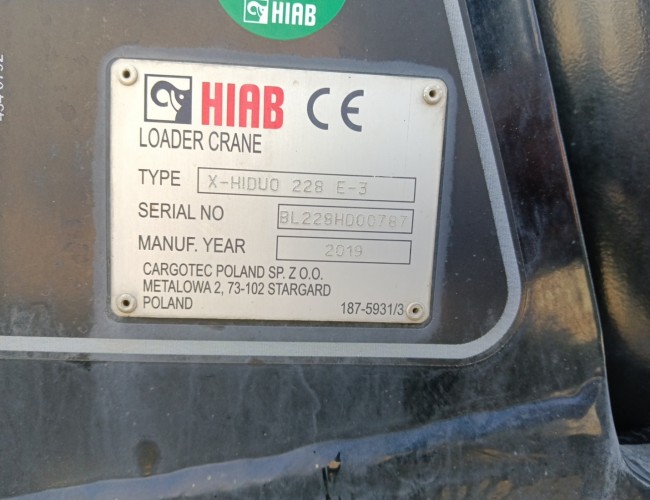 HIAB
HIAB CE
LOADER CRANE
TYPE X-HIDUO 228 E-3
SERIAL NO BL228H000787
MANUF. YEAR 2019
CARGOTEC POLAND SP. Z O.O.
METALOWA 2, 73-102 STARGARD
POLAND 187-5931/3